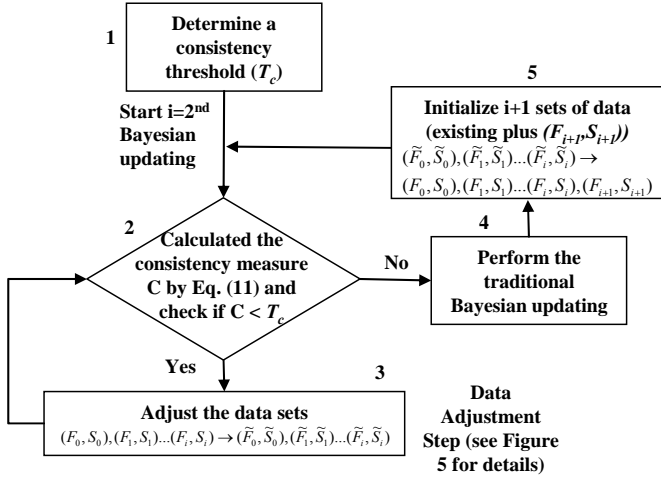 1
Determine a
consistency
threshold (T_c)
Start i=2nd
Bayesian
updating
5
Initialize i+1 sets of data
(existing plus (F_{i+1},S_{i+1}))
(F̃_0, S̃_0),(F̃_1, S̃_1)...(F̃_i, S̃_i) →
(F_0, S_0),(F_1, S_1)...(F_i, S_i),(F_{i+1}, S_{i+1})
2
Calculated the
consistency measure
C by Eq. (11) and
check if C < T_c
No
4
Perform the
traditional
Bayesian updating
Yes
3
Adjust the data sets
(F_0, S_0),(F_1, S_1)...(F_i, S_i) → (F̃_0, S̃_0),(F̃_1, S̃_1)...(F̃_i, S̃_i)
Data
Adjustment
Step (see Figure
5 for details)